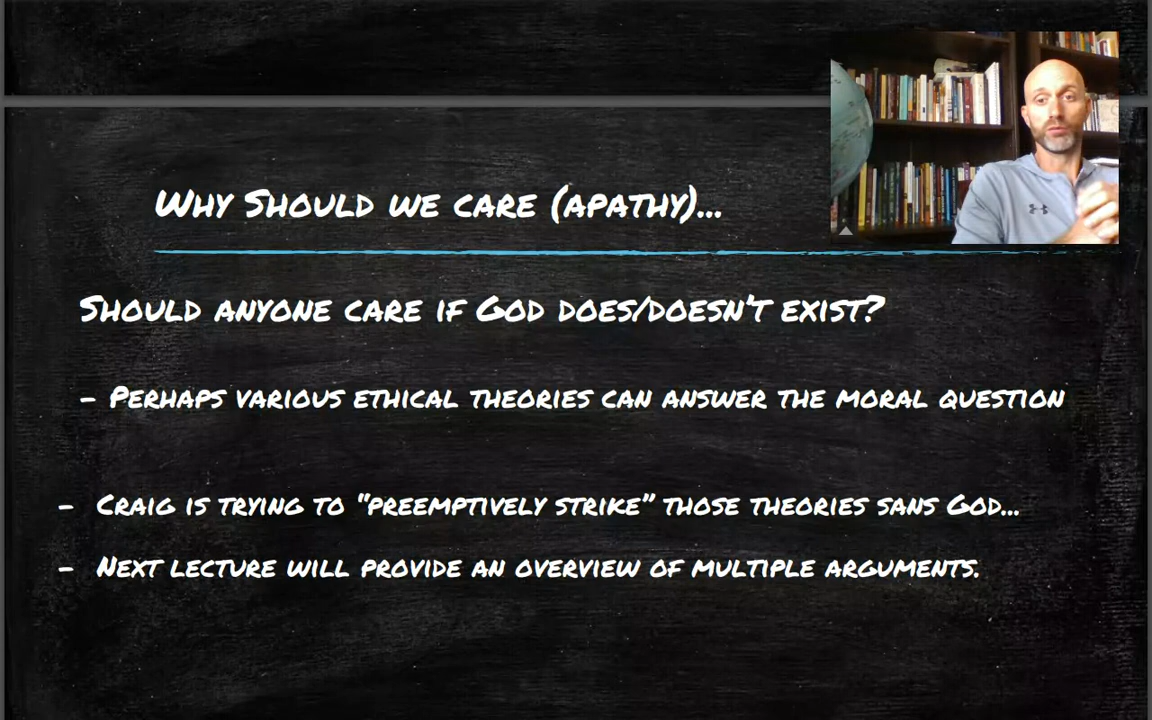 Why Should we care (apathy)...
Should anyone care if God does/doesn't exist?
- Perhaps various ethical theories can answer the moral question
- Craig is trying to "preemptively strike" those theories sans God...
- Next lecture will provide an overview of multiple arguments.